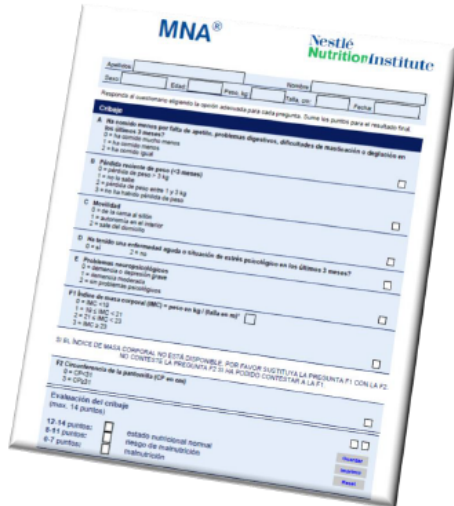 MNA®
Nestlé
NutritionInstitute
Apellidos: Nombre:
Sexo: Edad: Peso, kg: Talla, cm: Fecha:
Responda al cuestionario eligiendo la opción adecuada para cada pregunta. Sume los puntos para el resultado final.
Cribaje
A Ha comido menos por falta de apetito, problemas digestivos, dificultades de masticación o deglución en
los últimos 3 meses?
0 = ha comido mucho menos
1 = ha comido menos
2 = ha comido igual
B Pérdida reciente de peso (<3 meses)
0 = pérdida de peso > 3 kg
1 = no lo sabe
2 = pérdida de peso entre 1 y 3 kg
3 = no ha habido pérdida de peso
C Movilidad
0 = de la cama al sillón
1 = autonomía en el interior
2 = sale del domicilio
D Ha tenido una enfermedad aguda o situación de estrés psicológico en los últimos 3 meses?
0 = sí 2 = no
E Problemas neuropsicológicos
0 = demencia o depresión grave
1 = demencia moderada
2 = sin problemas psicológicos
F1 Índice de masa corporal (IMC) = peso en kg / (talla en m)²
0 = IMC <19
1 = 19 ≤ IMC < 21
2 = 21 ≤ IMC < 23
3 = IMC ≥ 23
SI EL ÍNDICE DE MASA CORPORAL NO ESTÁ DISPONIBLE, POR FAVOR SUSTITUYA LA PREGUNTA F1 CON LA F2.
NO CONTESTE LA PREGUNTA F2 SI HA PODIDO CONTESTAR A LA F1.
F2 Circunferencia de la pantorrilla (CP en cm)
0 = CP<31
3 = CP≥31
Evaluación del cribaje
(max. 14 puntos)
12-14 puntos: estado nutricional normal
8-11 puntos: riesgo de malnutrición
0-7 puntos: malnutrición
Guardar
Imprimir
Reset